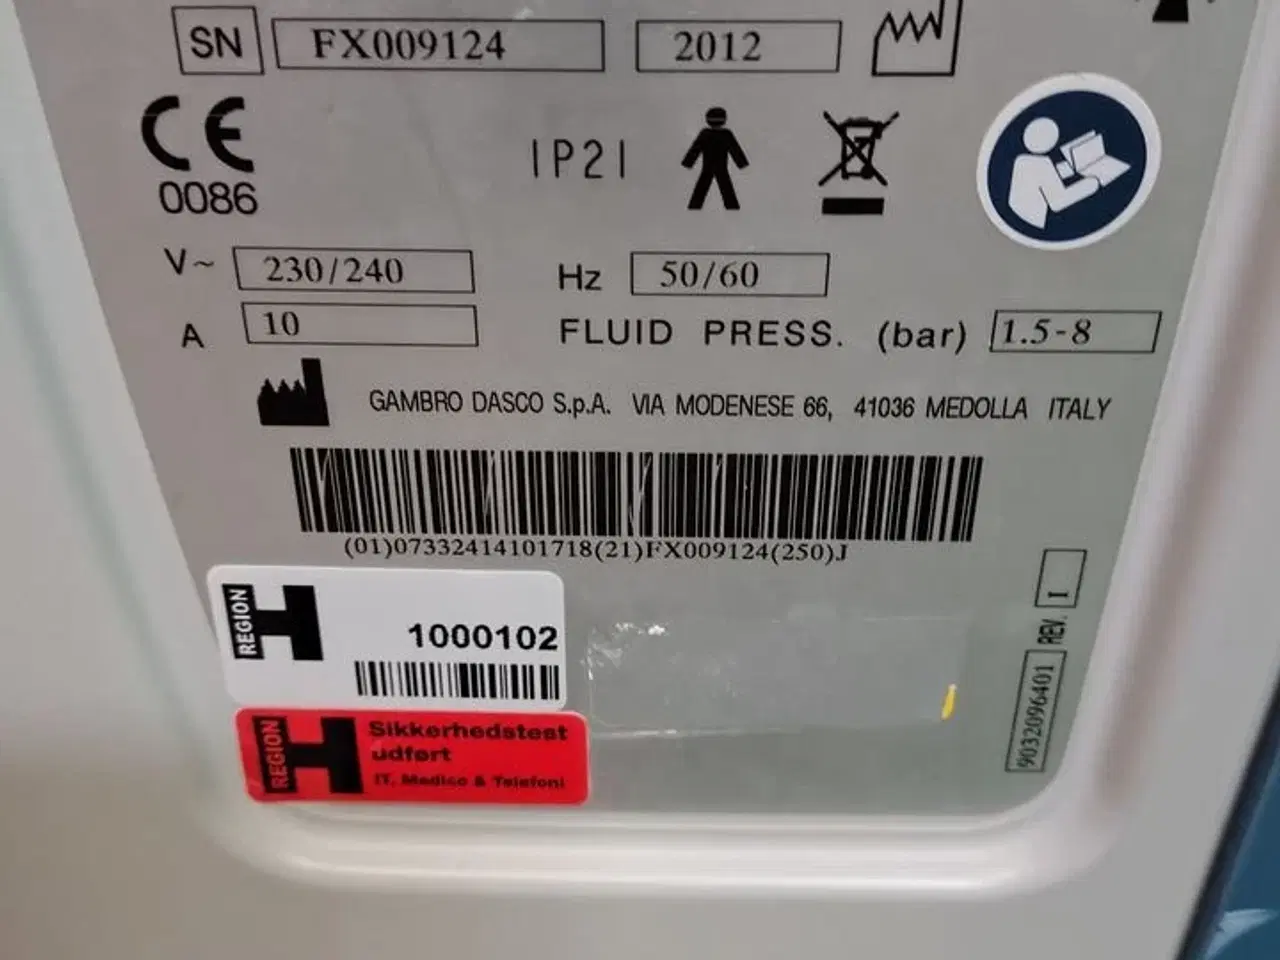 SN FX009124 2012
CE
0086
IP21
V~ 230/240 Hz 50/60
A 10 FLUID PRESS. (bar) 1.5-8
GAMBRO DASCO S.p.A. VIA MODENESE 66, 41036 MEDOLLA ITALY
(01)07332414101718(21)FX009124(250)J
REGION H
1000102
REGION H
Sikkerhedstest
udført
IT, Medico & Telefoni
9032096401 REV. I